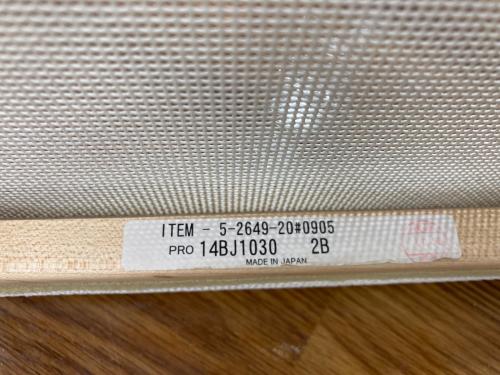 ITEM - 5-2649-20#0905
PRO 14BJ1030 2B
MADE IN JAPAN